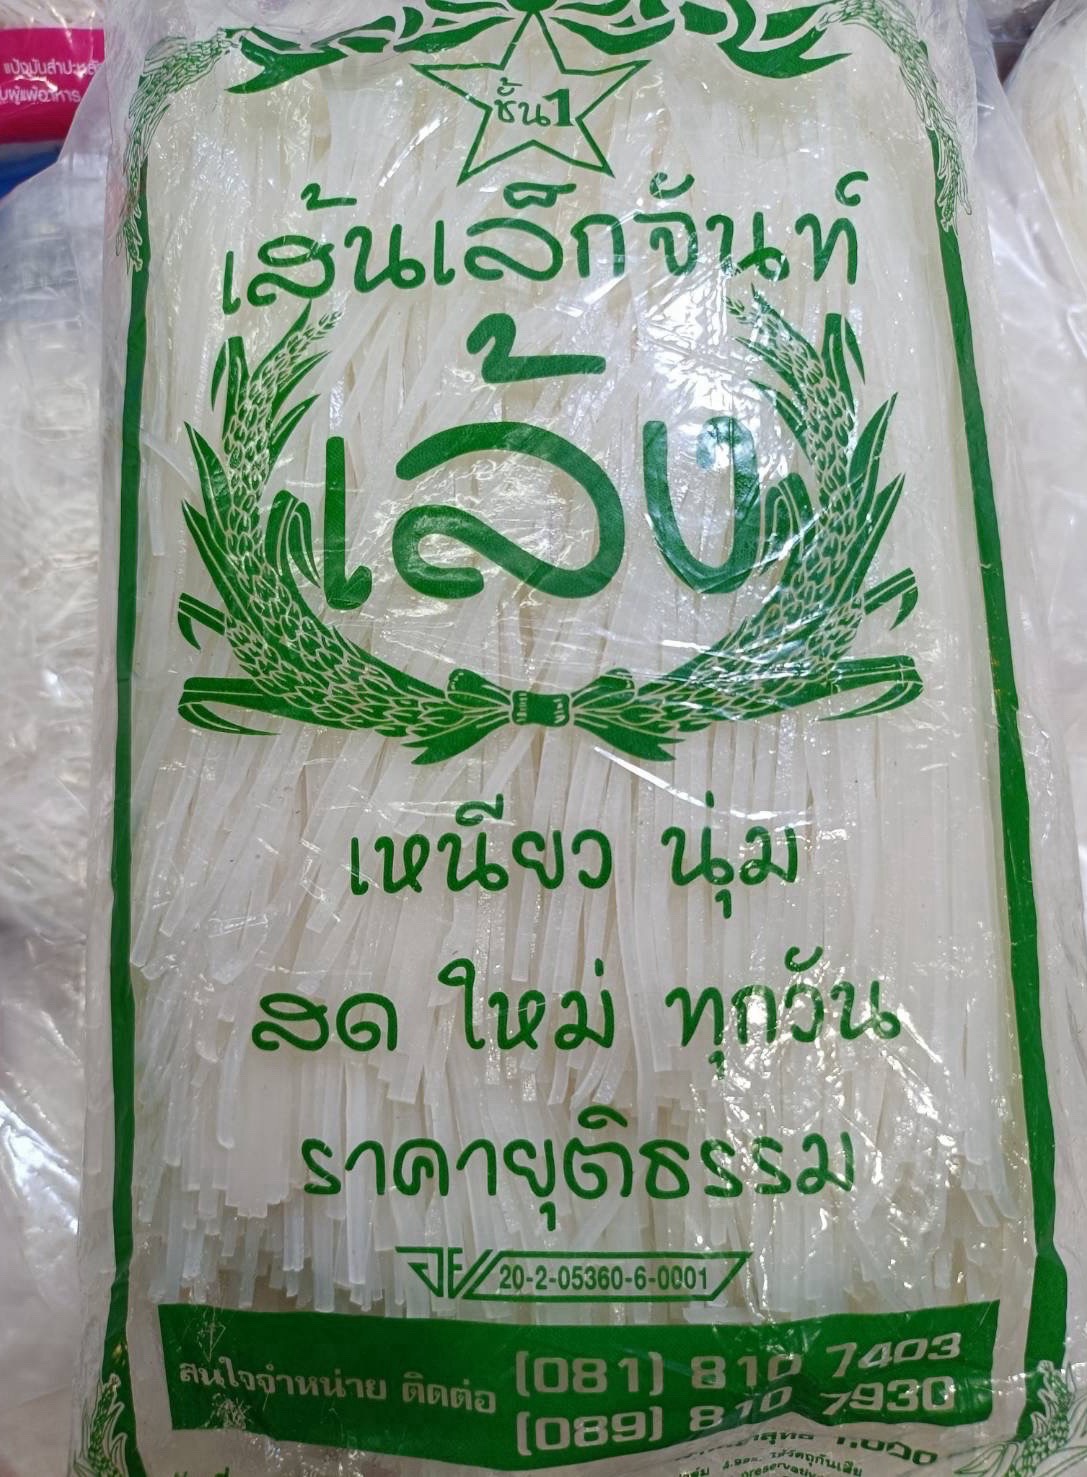 ชั้น1
เส้นเล็กจันท์
เล้ง
เหนียว นุ่ม
สด ใหม่ ทุกวัน
ราคายุติธรรม
20-2-05360-6-0001
สนใจจำหน่าย ติดต่อ (081) 810 7403
(089) 810 7930